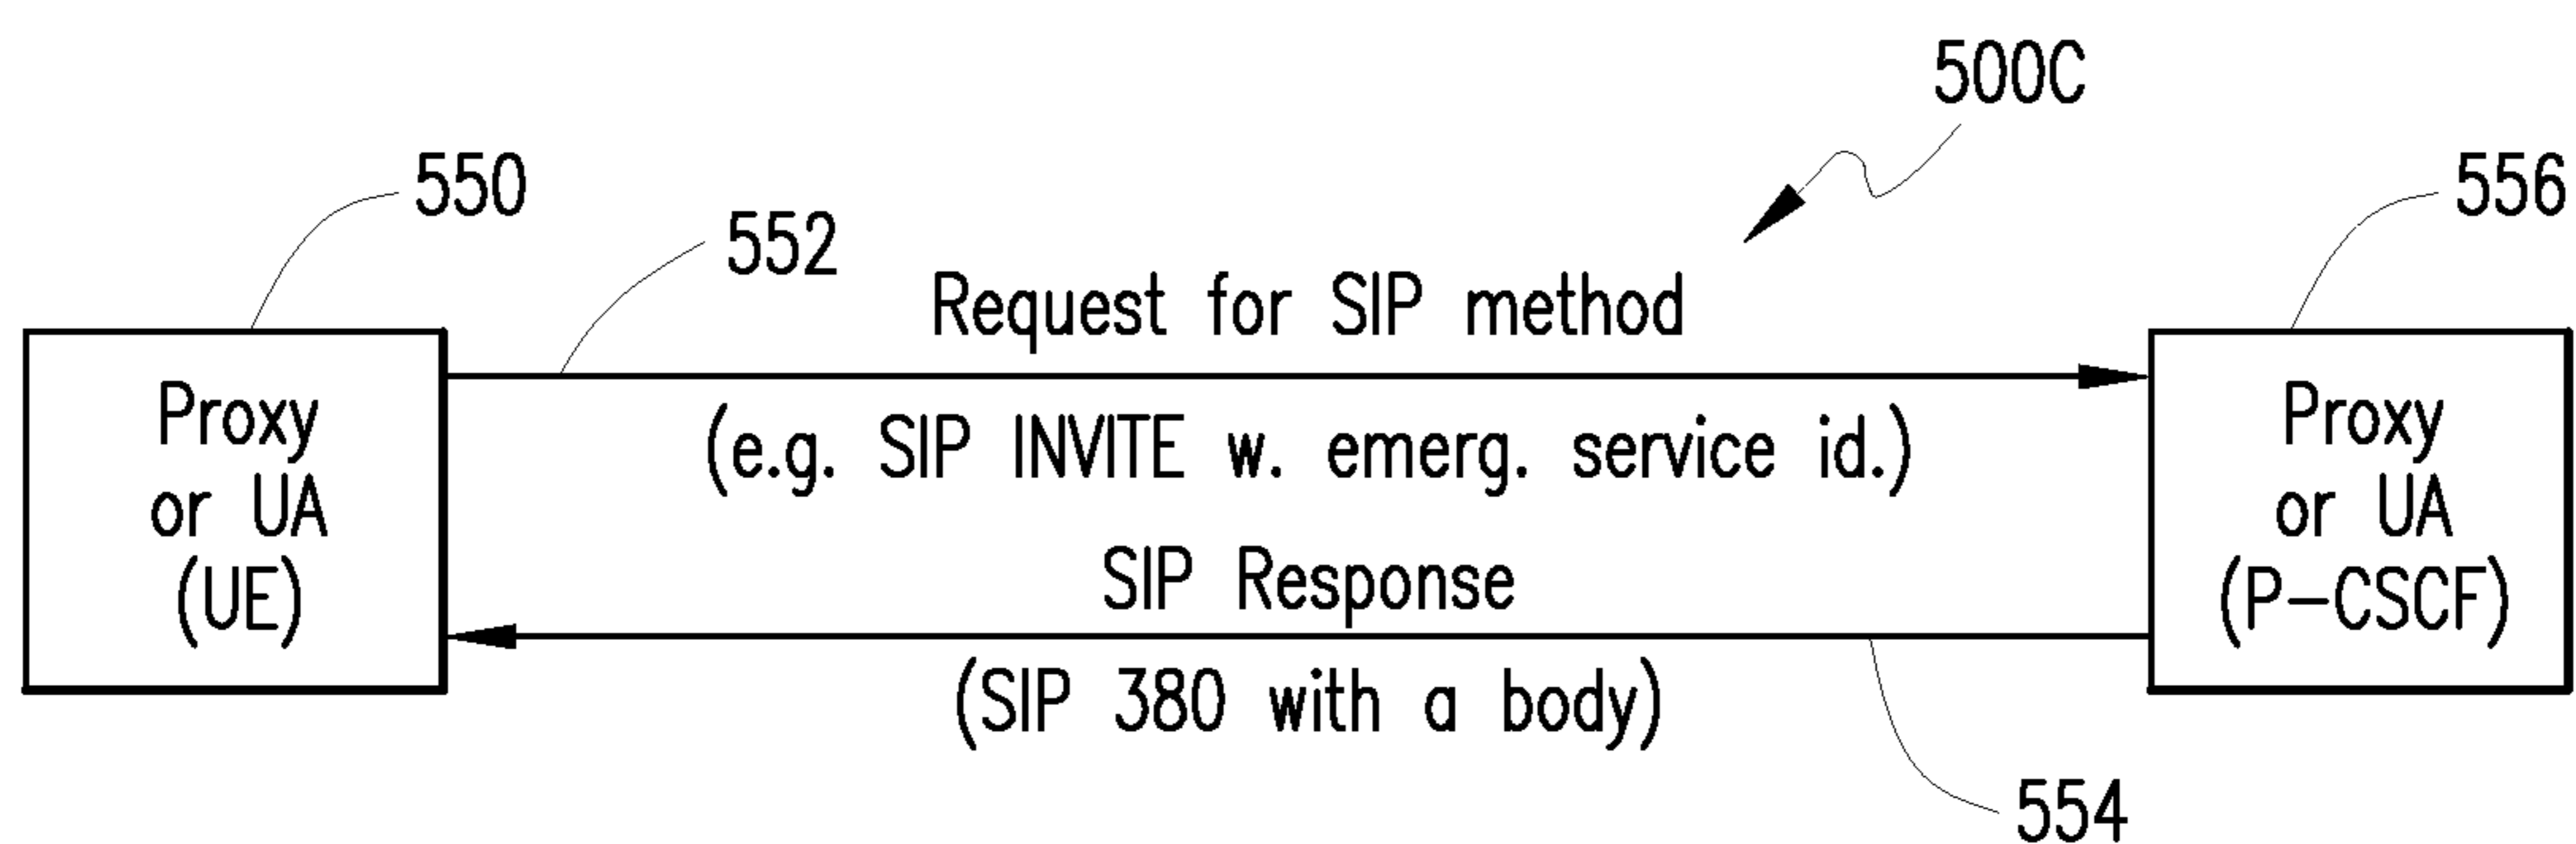 500C
550
556
552
Request for SIP method
(e.g. SIP INVITE w. emerg. service id.)
Proxy
or UA
(UE)
Proxy
or UA
(P-CSCF)
SIP Response
(SIP 380 with a body)
554